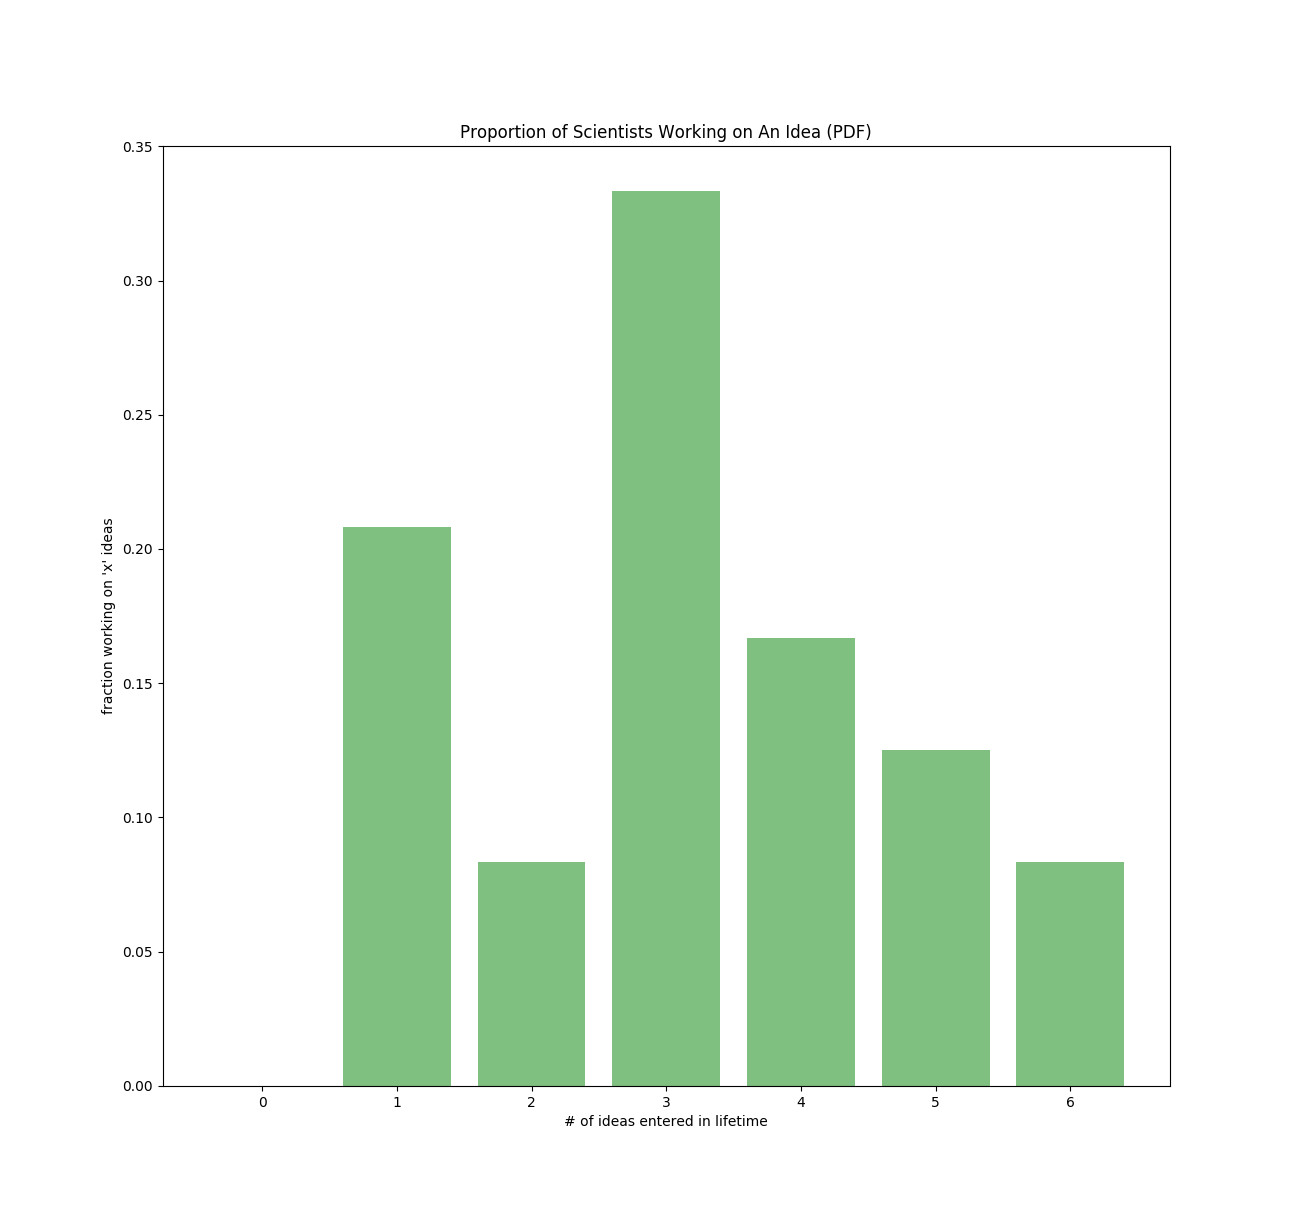 Proportion of Scientists Working on An Idea (PDF)
0.35
0.30
0.25
0.20
0.15
0.10
0.05
0.00
fraction working on 'x' ideas
0 1 2 3 4 5 6
# of ideas entered in lifetime